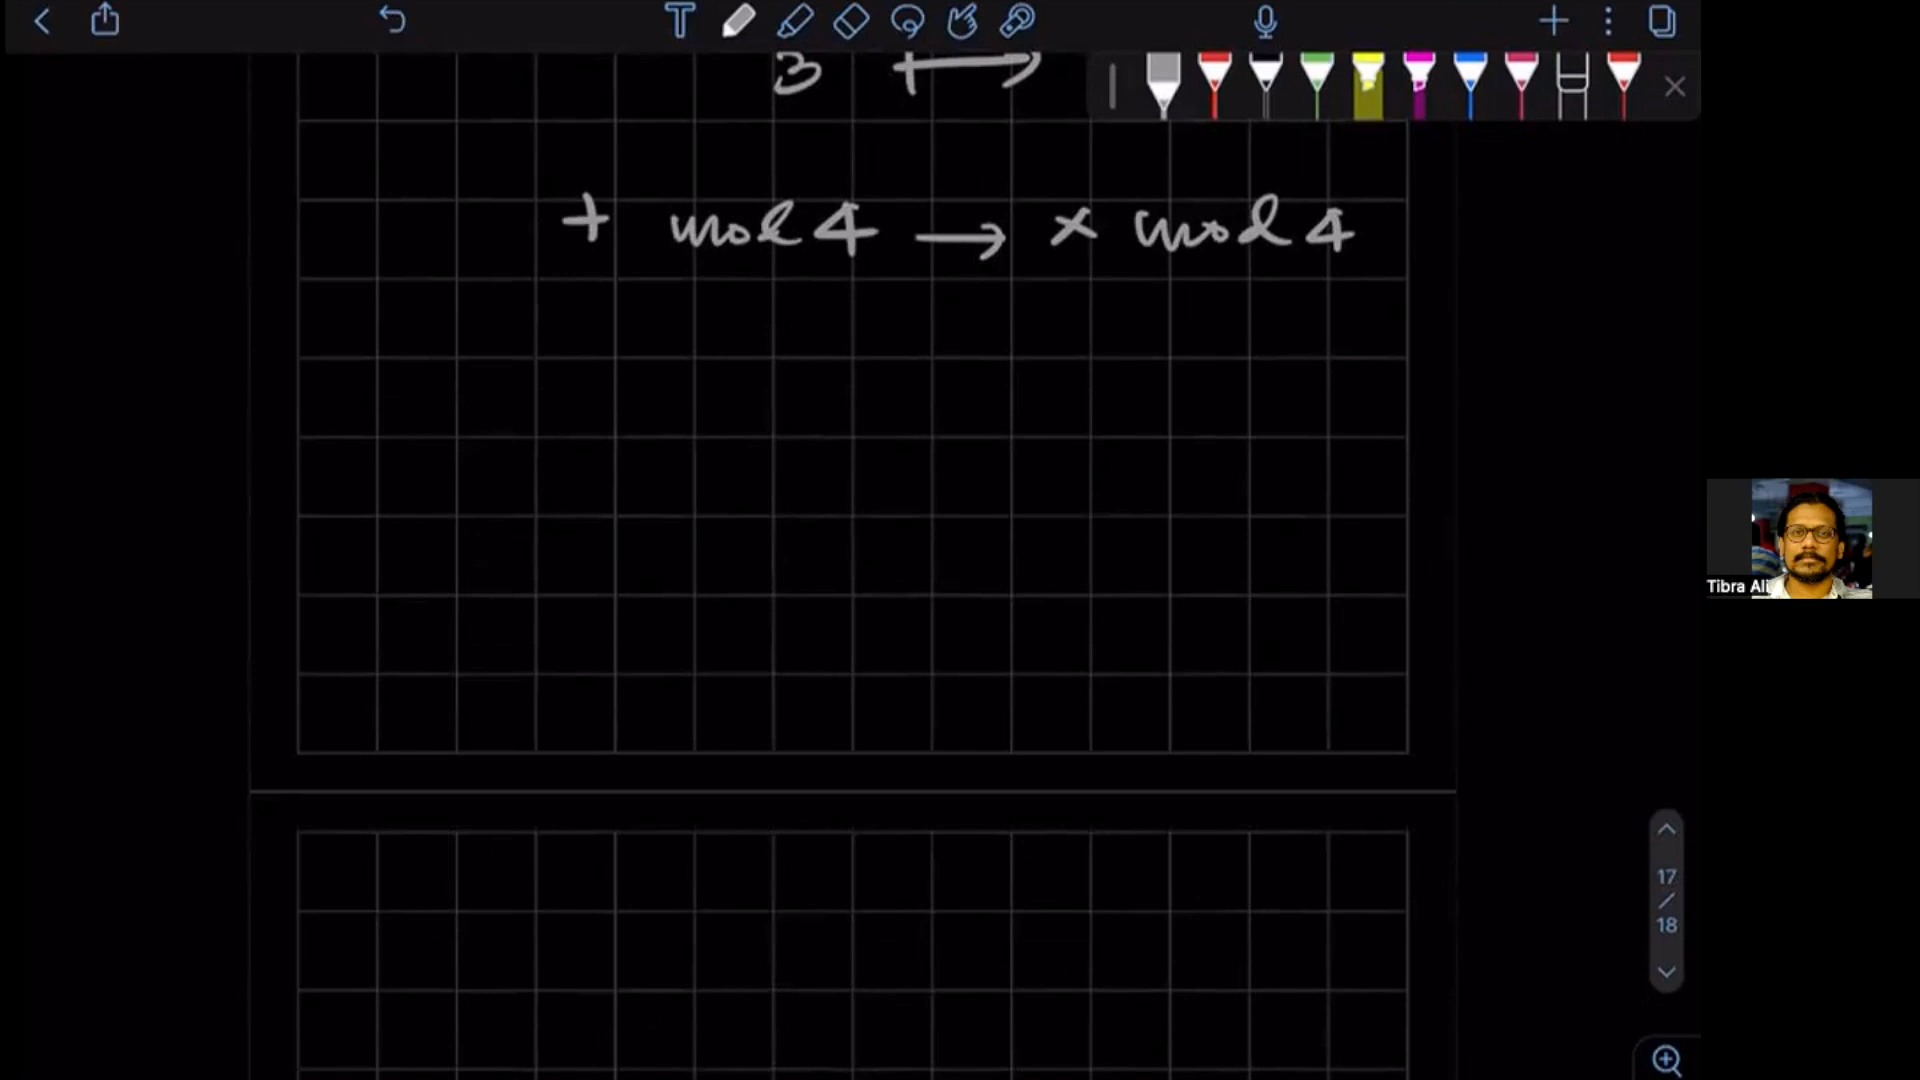 3 ↦
+ mod 4 → × mod 4
Tibra Ali
17
/
18